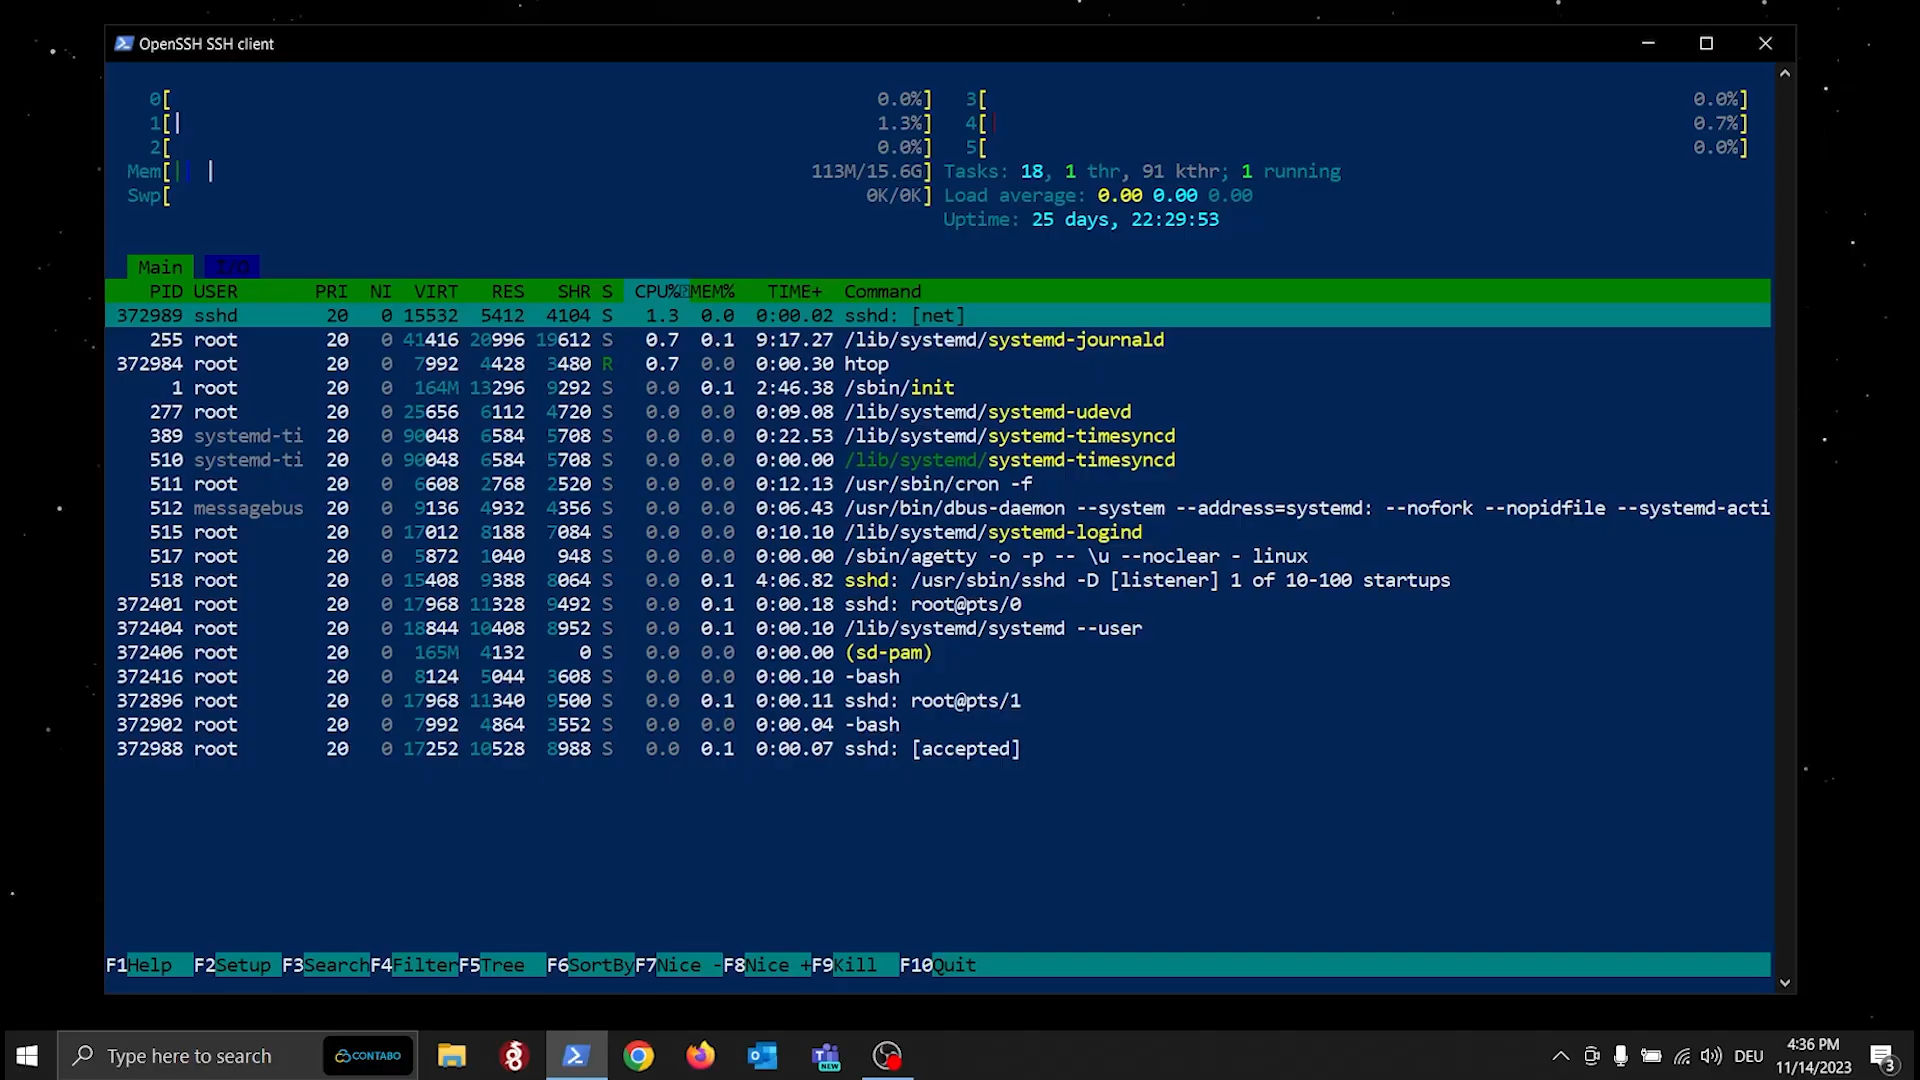 OpenSSH SSH client
0[ 0.0%] 3[ 0.0%]
1[| 1.3%] 4[| 0.7%]
2[ 0.0%] 5[ 0.0%]
Mem[|| | 113M/15.6G] Tasks: 18, 1 thr, 91 kthr; 1 running
Swp[ 0K/0K] Load average: 0.00 0.00 0.00
Uptime: 25 days, 22:29:53
Main I/O
PID USER PRI NI VIRT RES SHR S CPU% MEM% TIME+ Command
372989 sshd 20 0 15532 5412 4104 S 1.3 0.0 0:00.02 sshd: [net]
255 root 20 0 41416 20996 19612 S 0.7 0.1 9:17.27 /lib/systemd/systemd-journald
372984 root 20 0 7992 4428 3480 R 0.7 0.0 0:00.30 htop
1 root 20 0 164M 13296 9292 S 0.0 0.1 2:46.38 /sbin/init
277 root 20 0 25656 6112 4720 S 0.0 0.0 0:09.08 /lib/systemd/systemd-udevd
389 systemd-ti 20 0 90048 6584 5708 S 0.0 0.0 0:22.53 /lib/systemd/systemd-timesyncd
510 systemd-ti 20 0 90048 6584 5708 S 0.0 0.0 0:00.00 /lib/systemd/systemd-timesyncd
511 root 20 0 6608 2768 2520 S 0.0 0.0 0:12.13 /usr/sbin/cron -f
512 messagebus 20 0 9136 4932 4356 S 0.0 0.0 0:06.43 /usr/bin/dbus-daemon --system --address=systemd: --nofork --nopidfile --systemd-acti
515 root 20 0 17012 8188 7084 S 0.0 0.0 0:10.10 /lib/systemd/systemd-logind
517 root 20 0 5872 1040 948 S 0.0 0.0 0:00.00 /sbin/agetty -o -p -- \u --noclear - linux
518 root 20 0 15408 9388 8064 S 0.0 0.1 4:06.82 sshd: /usr/sbin/sshd -D [listener] 1 of 10-100 startups
372401 root 20 0 17968 11328 9492 S 0.0 0.1 0:00.18 sshd: root@pts/0
372404 root 20 0 18844 10408 8952 S 0.0 0.1 0:00.10 /lib/systemd/systemd --user
372406 root 20 0 165M 4132 0 S 0.0 0.0 0:00.00 (sd-pam)
372416 root 20 0 8124 5044 3608 S 0.0 0.0 0:00.10 -bash
372896 root 20 0 17968 11340 9500 S 0.0 0.1 0:00.11 sshd: root@pts/1
372902 root 20 0 7992 4864 3552 S 0.0 0.0 0:00.04 -bash
372988 root 20 0 17252 10528 8988 S 0.0 0.1 0:00.07 sshd: [accepted]
F1Help F2Setup F3SearchF4FilterF5Tree F6SortByF7Nice -F8Nice +F9Kill F10Quit
Type here to search CONTABO NEW DEU 4:36 PM
11/14/2023 3